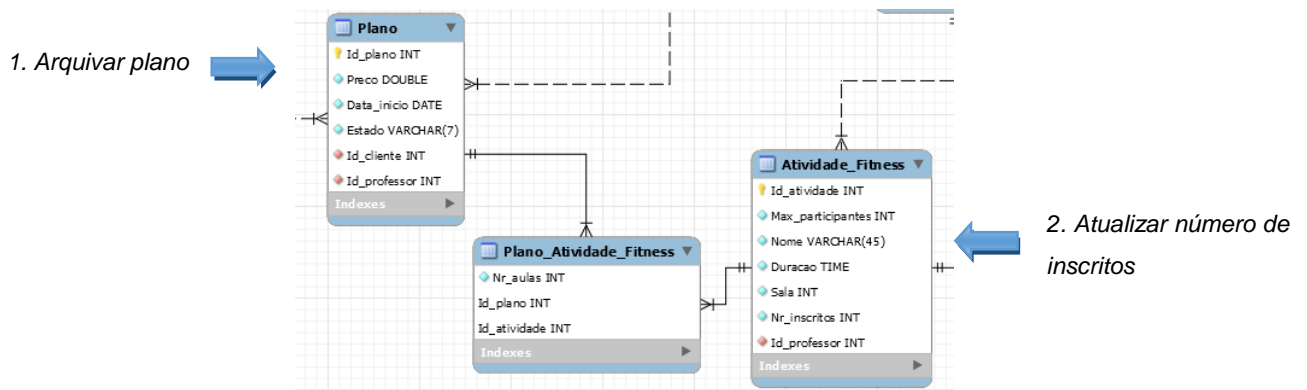 1. Arquivar plano
Plano
Id_plano INT
Preco DOUBLE
Data_inicio DATE
Estado VARCHAR(7)
Id_cliente INT
Id_professor INT
Indexes
Plano_Atividade_Fitness
Nr_aulas INT
Id_plano INT
Id_atividade INT
Indexes
Atividade_Fitness
Id_atividade INT
Max_participantes INT
Nome VARCHAR(45)
Duracao TIME
Sala INT
Nr_inscritos INT
Id_professor INT
Indexes
2. Atualizar número de
inscritos